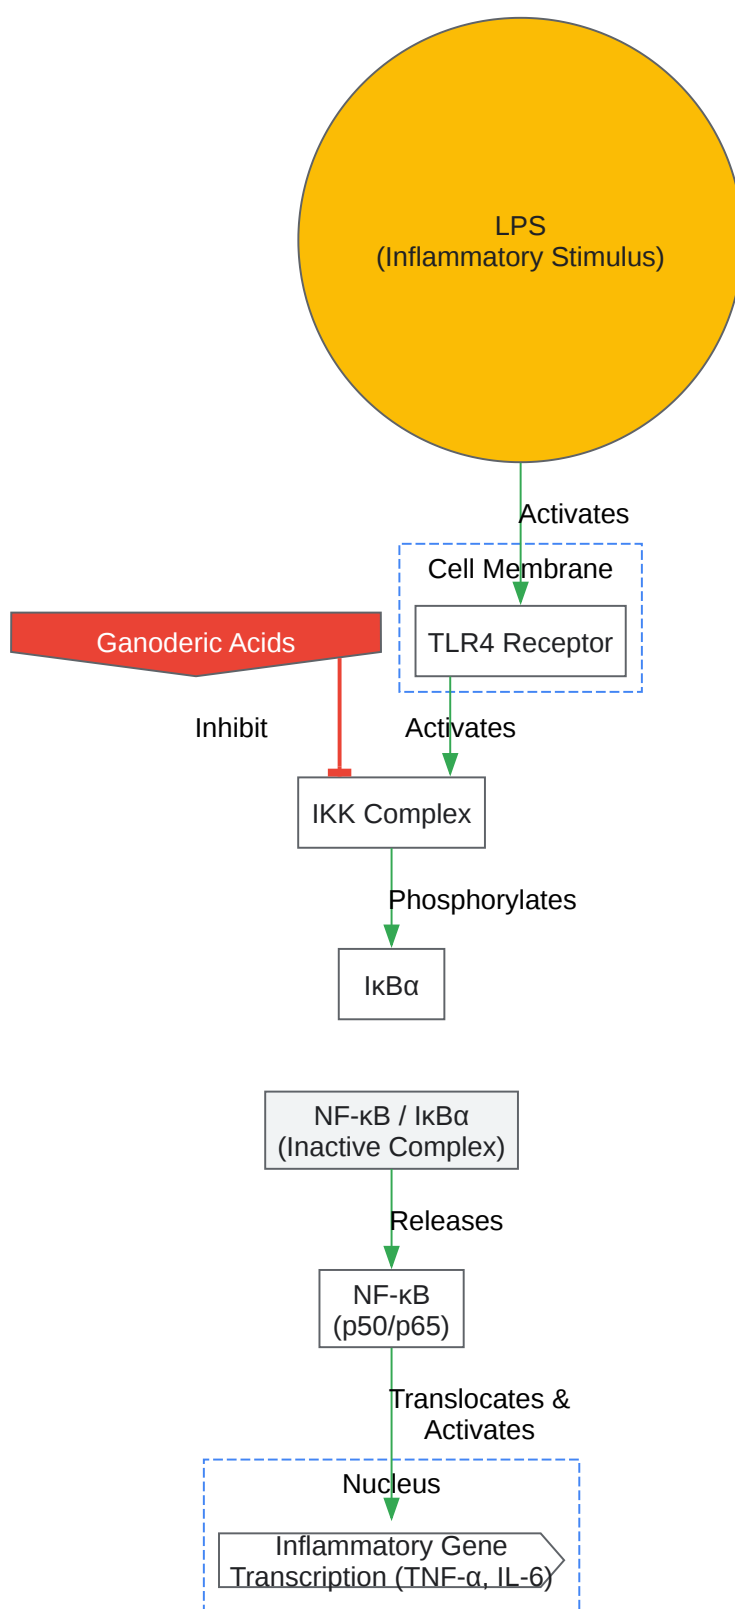 LPS
(Inflammatory Stimulus)
Activates
Cell Membrane
Ganoderic Acids
TLR4 Receptor
Inhibit
Activates
IKK Complex
Phosphorylates
IκBα
NF-κB / IκBα
(Inactive Complex)
Releases
NF-κB
(p50/p65)
Translocates &
Activates
Nucleus
Inflammatory Gene
Transcription (TNF-α, IL-6)